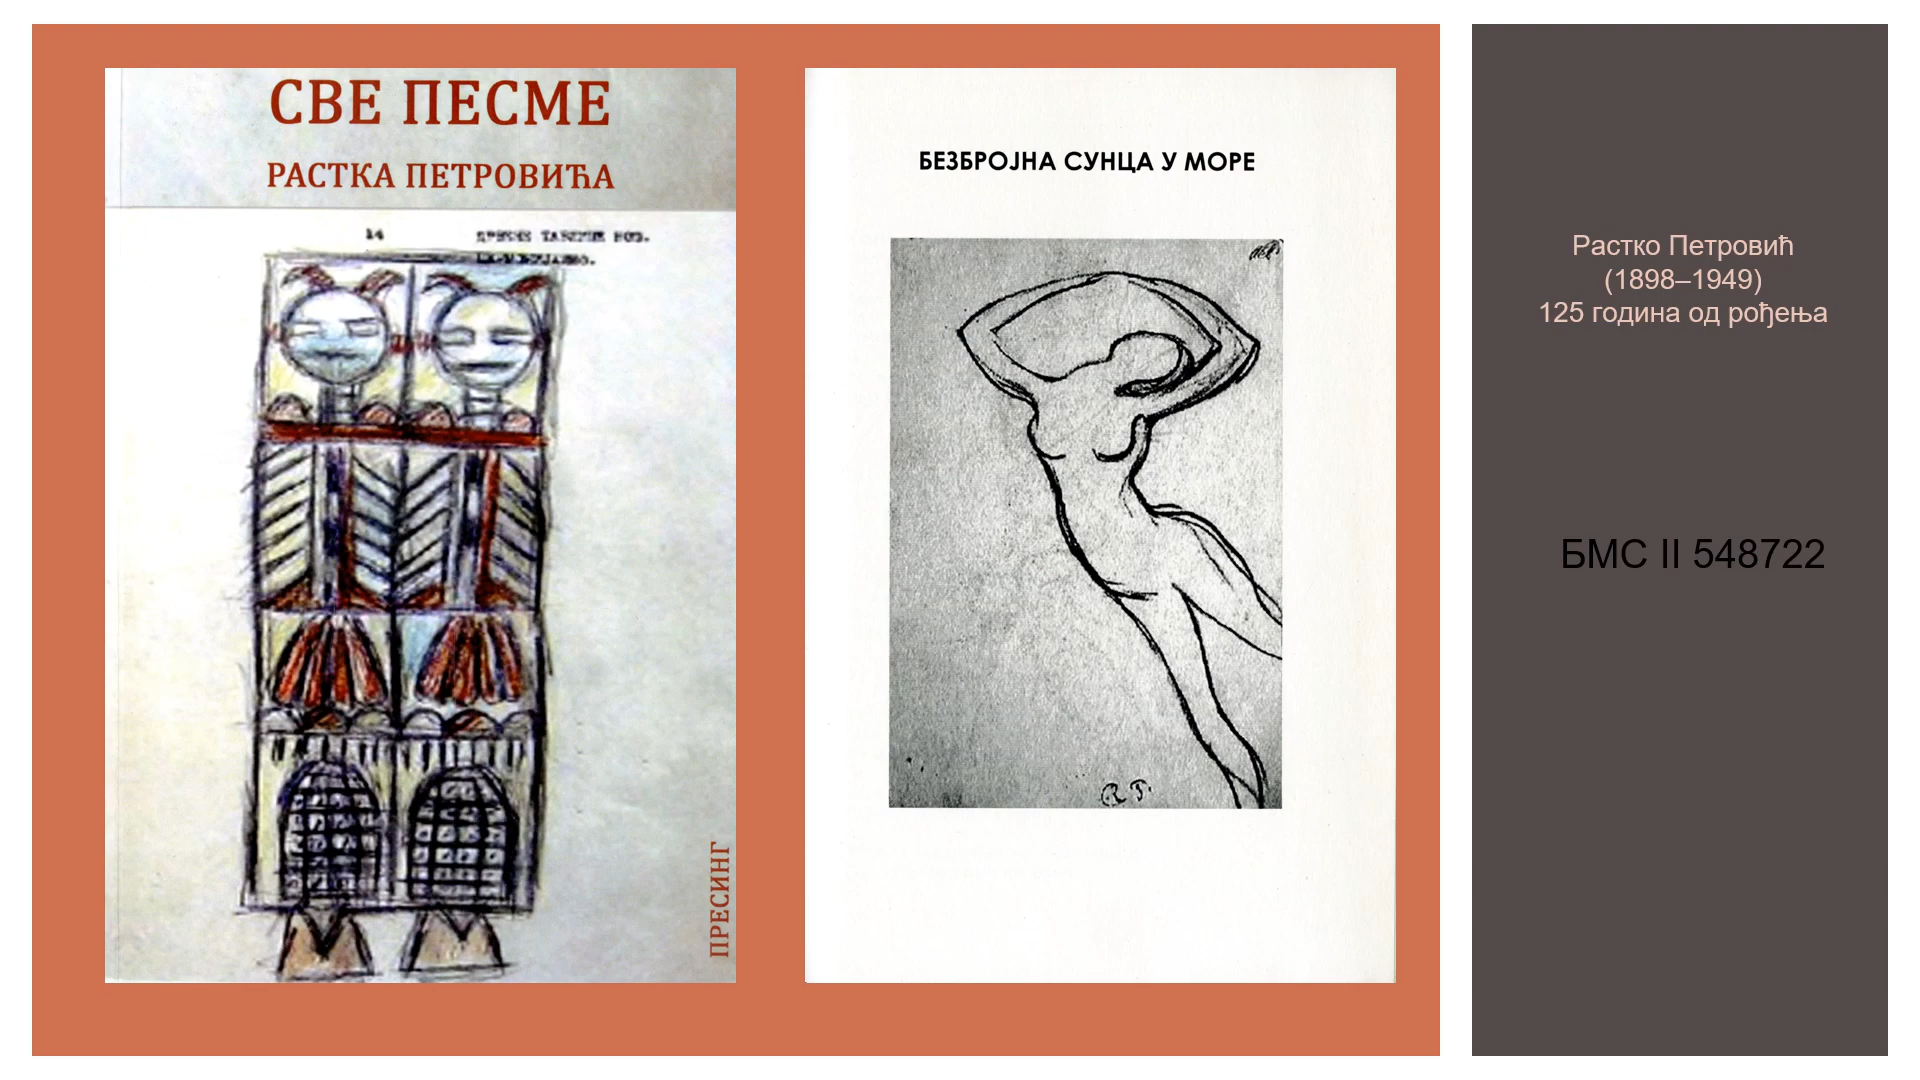 СВЕ ПЕСМЕ
РАСТКА ПЕТРОВИЋА
14
ПРЕСИНГ
БЕЗБРОЈНА СУНЦА У МОРЕ
Растко Петровић
(1898–1949)
125 година од рођења
БМС II 548722